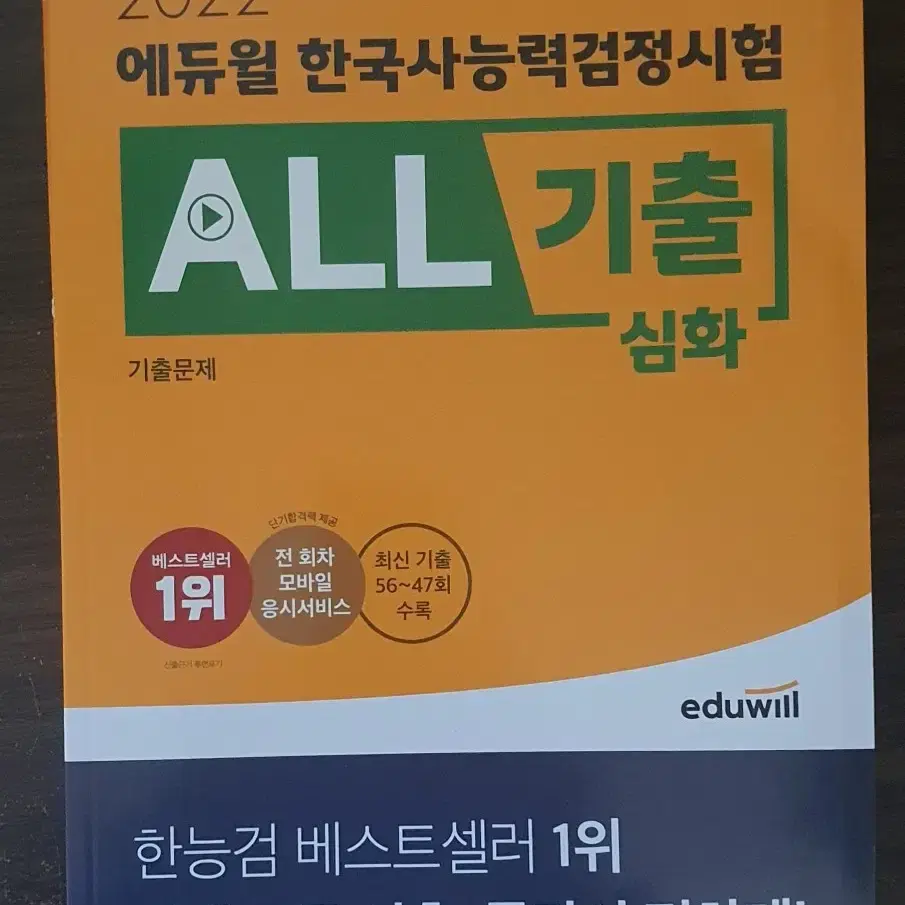 2022
에듀윌 한국사능력검정시험
ALL 기출
심화
기출문제
베스트셀러
1위
단기합격력 제공
전 회차
모바일
응시서비스
최신 기출
56~47회
수록
eduwill
한능검 베스트셀러 1위